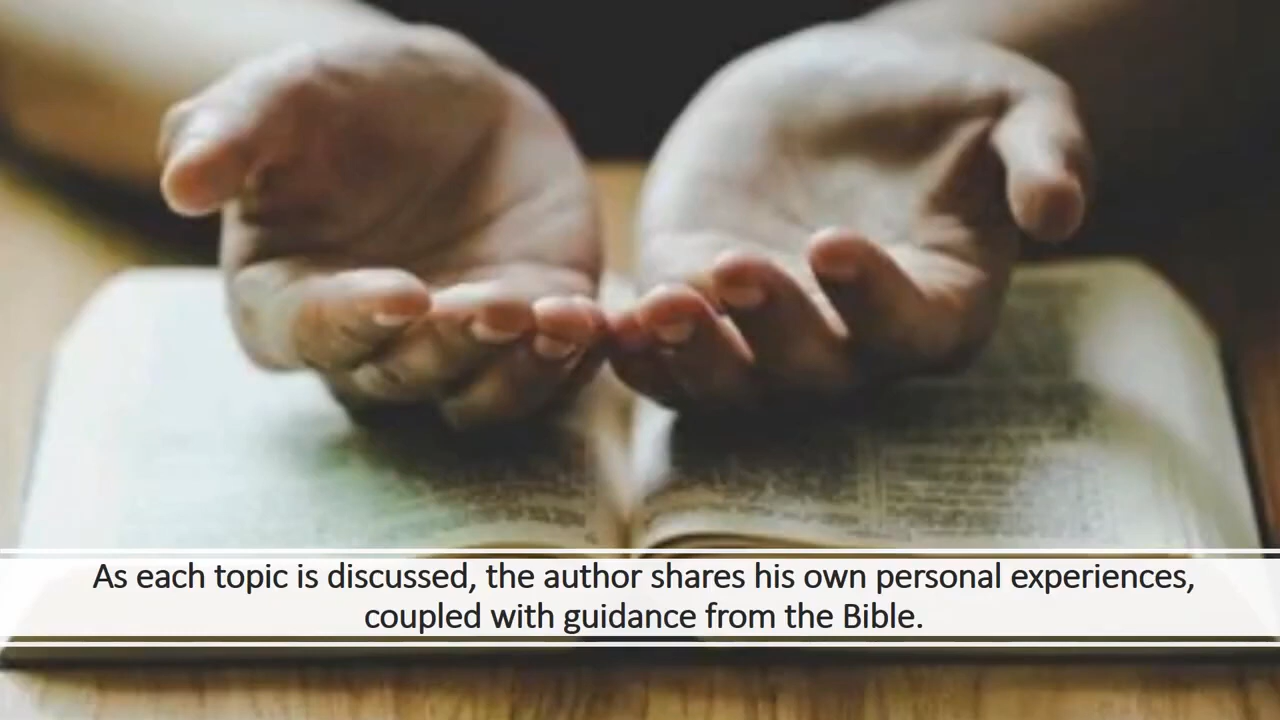 As each topic is discussed, the author shares his own personal experiences,
coupled with guidance from the Bible.